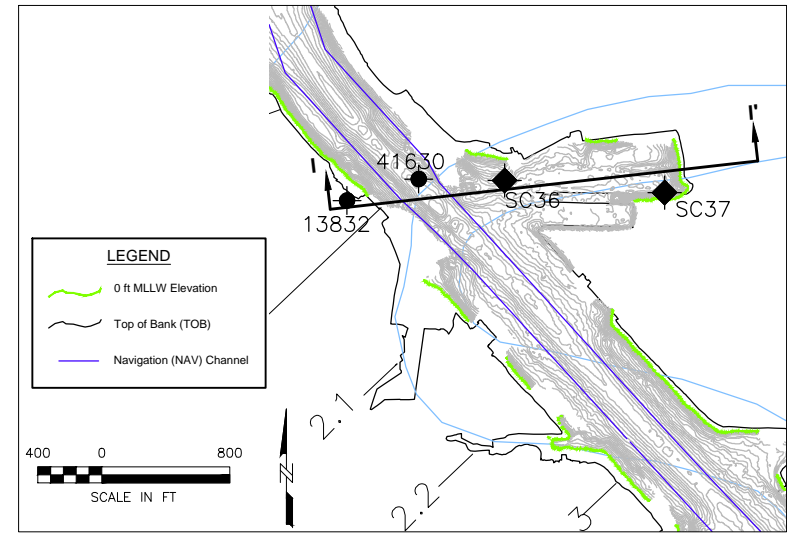 I'
I
41630
SC36
SC37
13832
LEGEND
0 ft MLLW Elevation
Top of Bank (TOB)
Navigation (NAV) Channel
2.1
400 0 800
SCALE IN FT
N
2.2
3